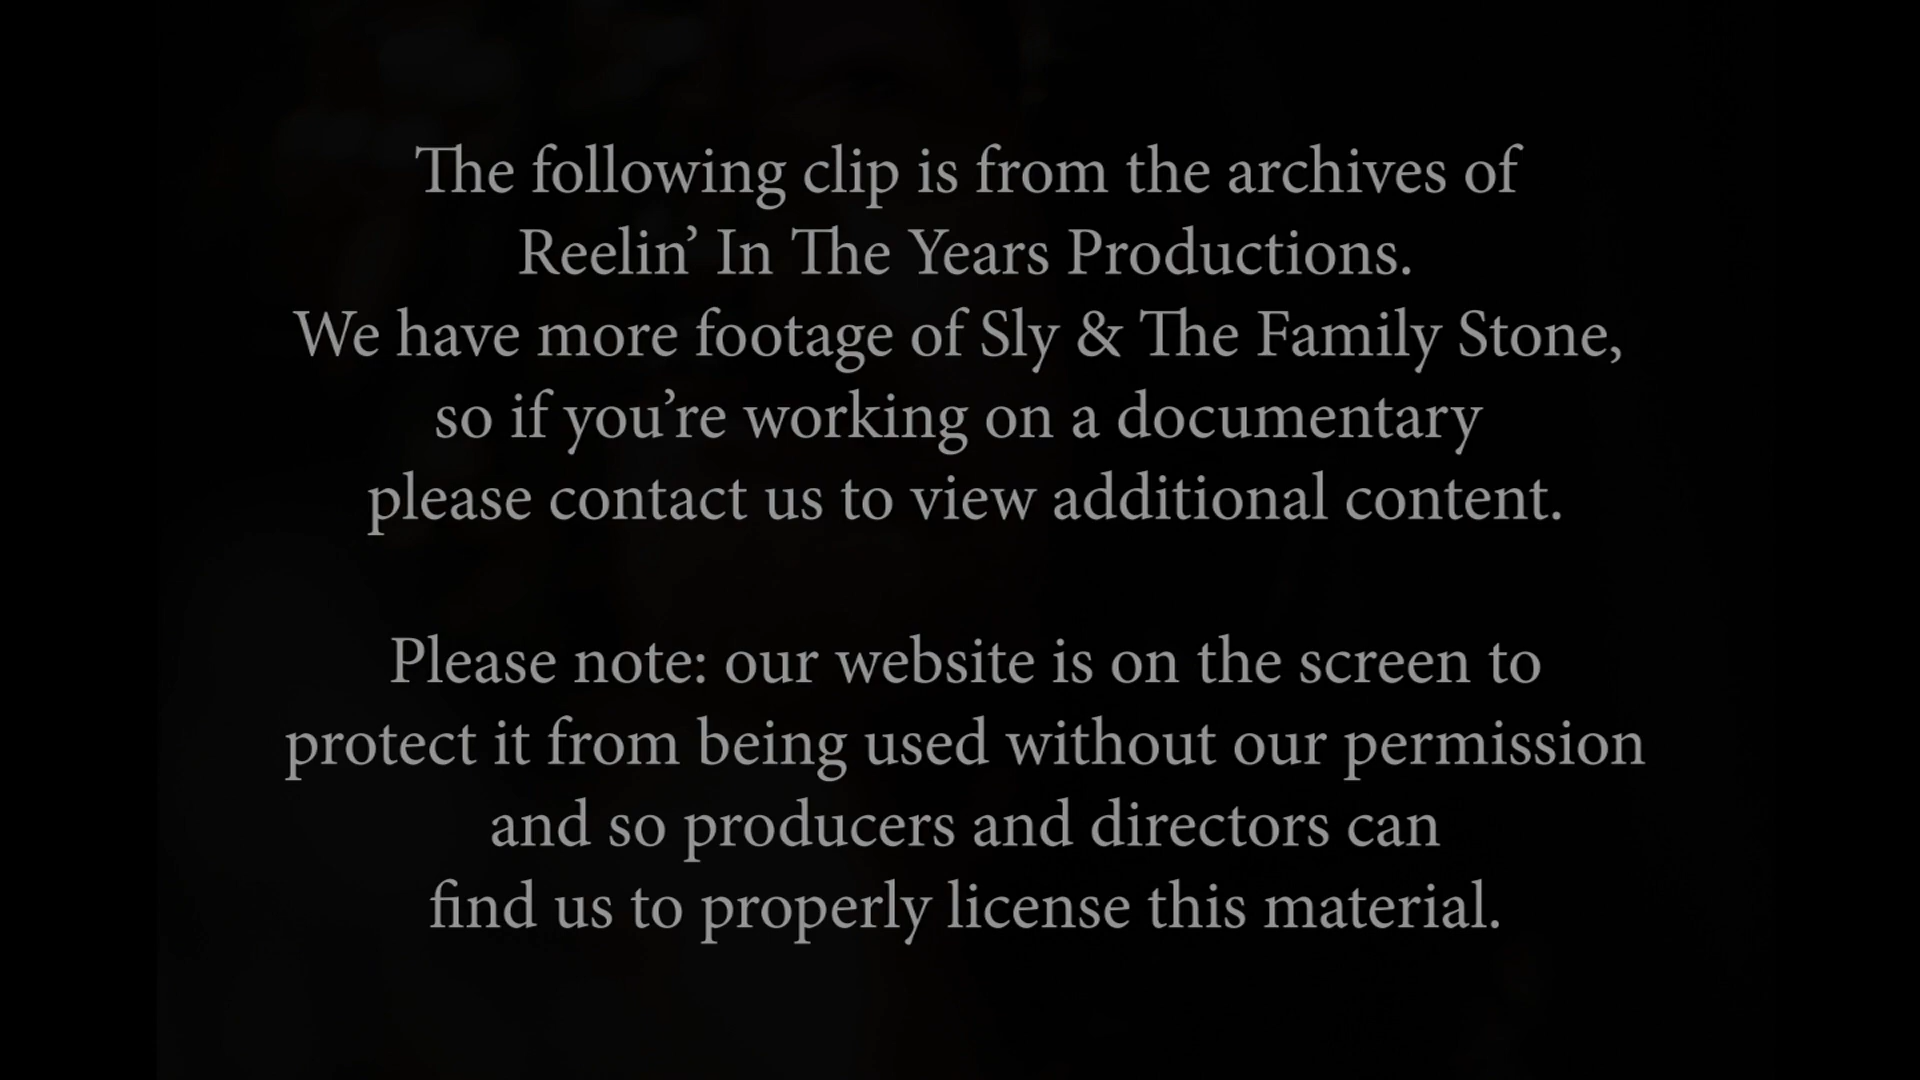 The following clip is from the archives of
Reelin’ In The Years Productions.
We have more footage of Sly & The Family Stone,
so if you’re working on a documentary
please contact us to view additional content.
Please note: our website is on the screen to
protect it from being used without our permission
and so producers and directors can
find us to properly license this material.